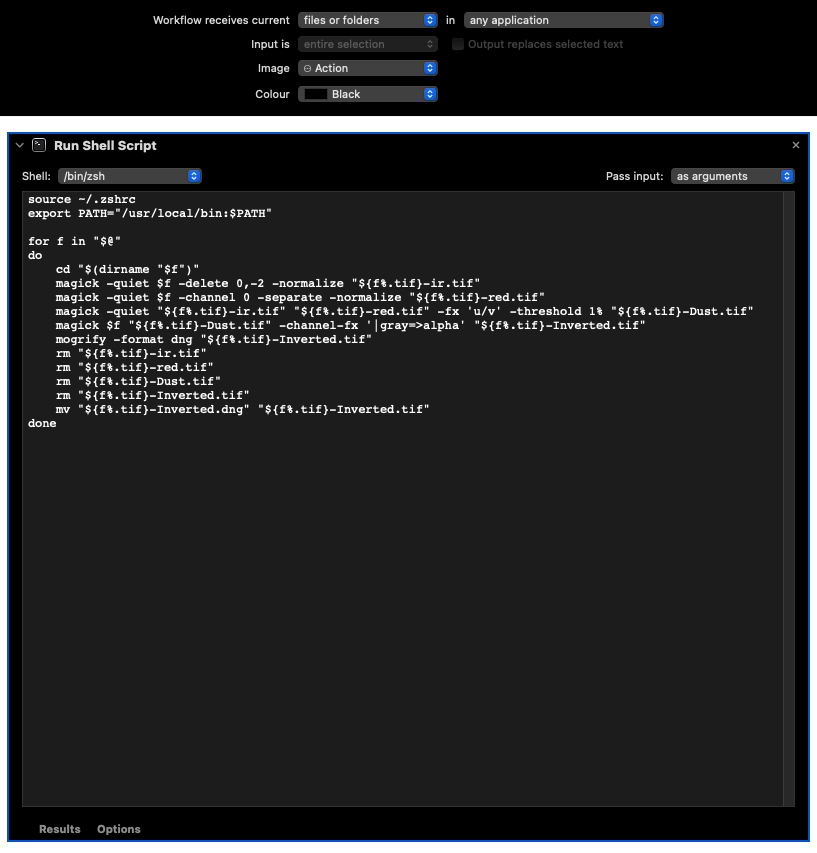 Workflow receives current files or folders in any application
Input is entire selection Output replaces selected text
Image Action
Colour Black
Run Shell Script
Shell: /bin/zsh Pass input: as arguments
source ~/.zshrc
export PATH="/usr/local/bin:$PATH"
for f in "$@"
do
    cd "$(dirname "$f")"
    magick -quiet $f -delete 0,-2 -normalize "${f%.tif}-ir.tif"
    magick -quiet $f -channel 0 -separate -normalize "${f%.tif}-red.tif"
    magick -quiet "${f%.tif}-ir.tif" "${f%.tif}-red.tif" -fx 'u/v' -threshold 1% "${f%.tif}-Dust.tif"
    magick $f "${f%.tif}-Dust.tif" -channel-fx '|gray=>alpha' "${f%.tif}-Inverted.tif"
    mogrify -format dng "${f%.tif}-Inverted.tif"
    rm "${f%.tif}-ir.tif"
    rm "${f%.tif}-red.tif"
    rm "${f%.tif}-Dust.tif"
    rm "${f%.tif}-Inverted.tif"
    mv "${f%.tif}-Inverted.dng" "${f%.tif}-Inverted.tif"
done
Results Options